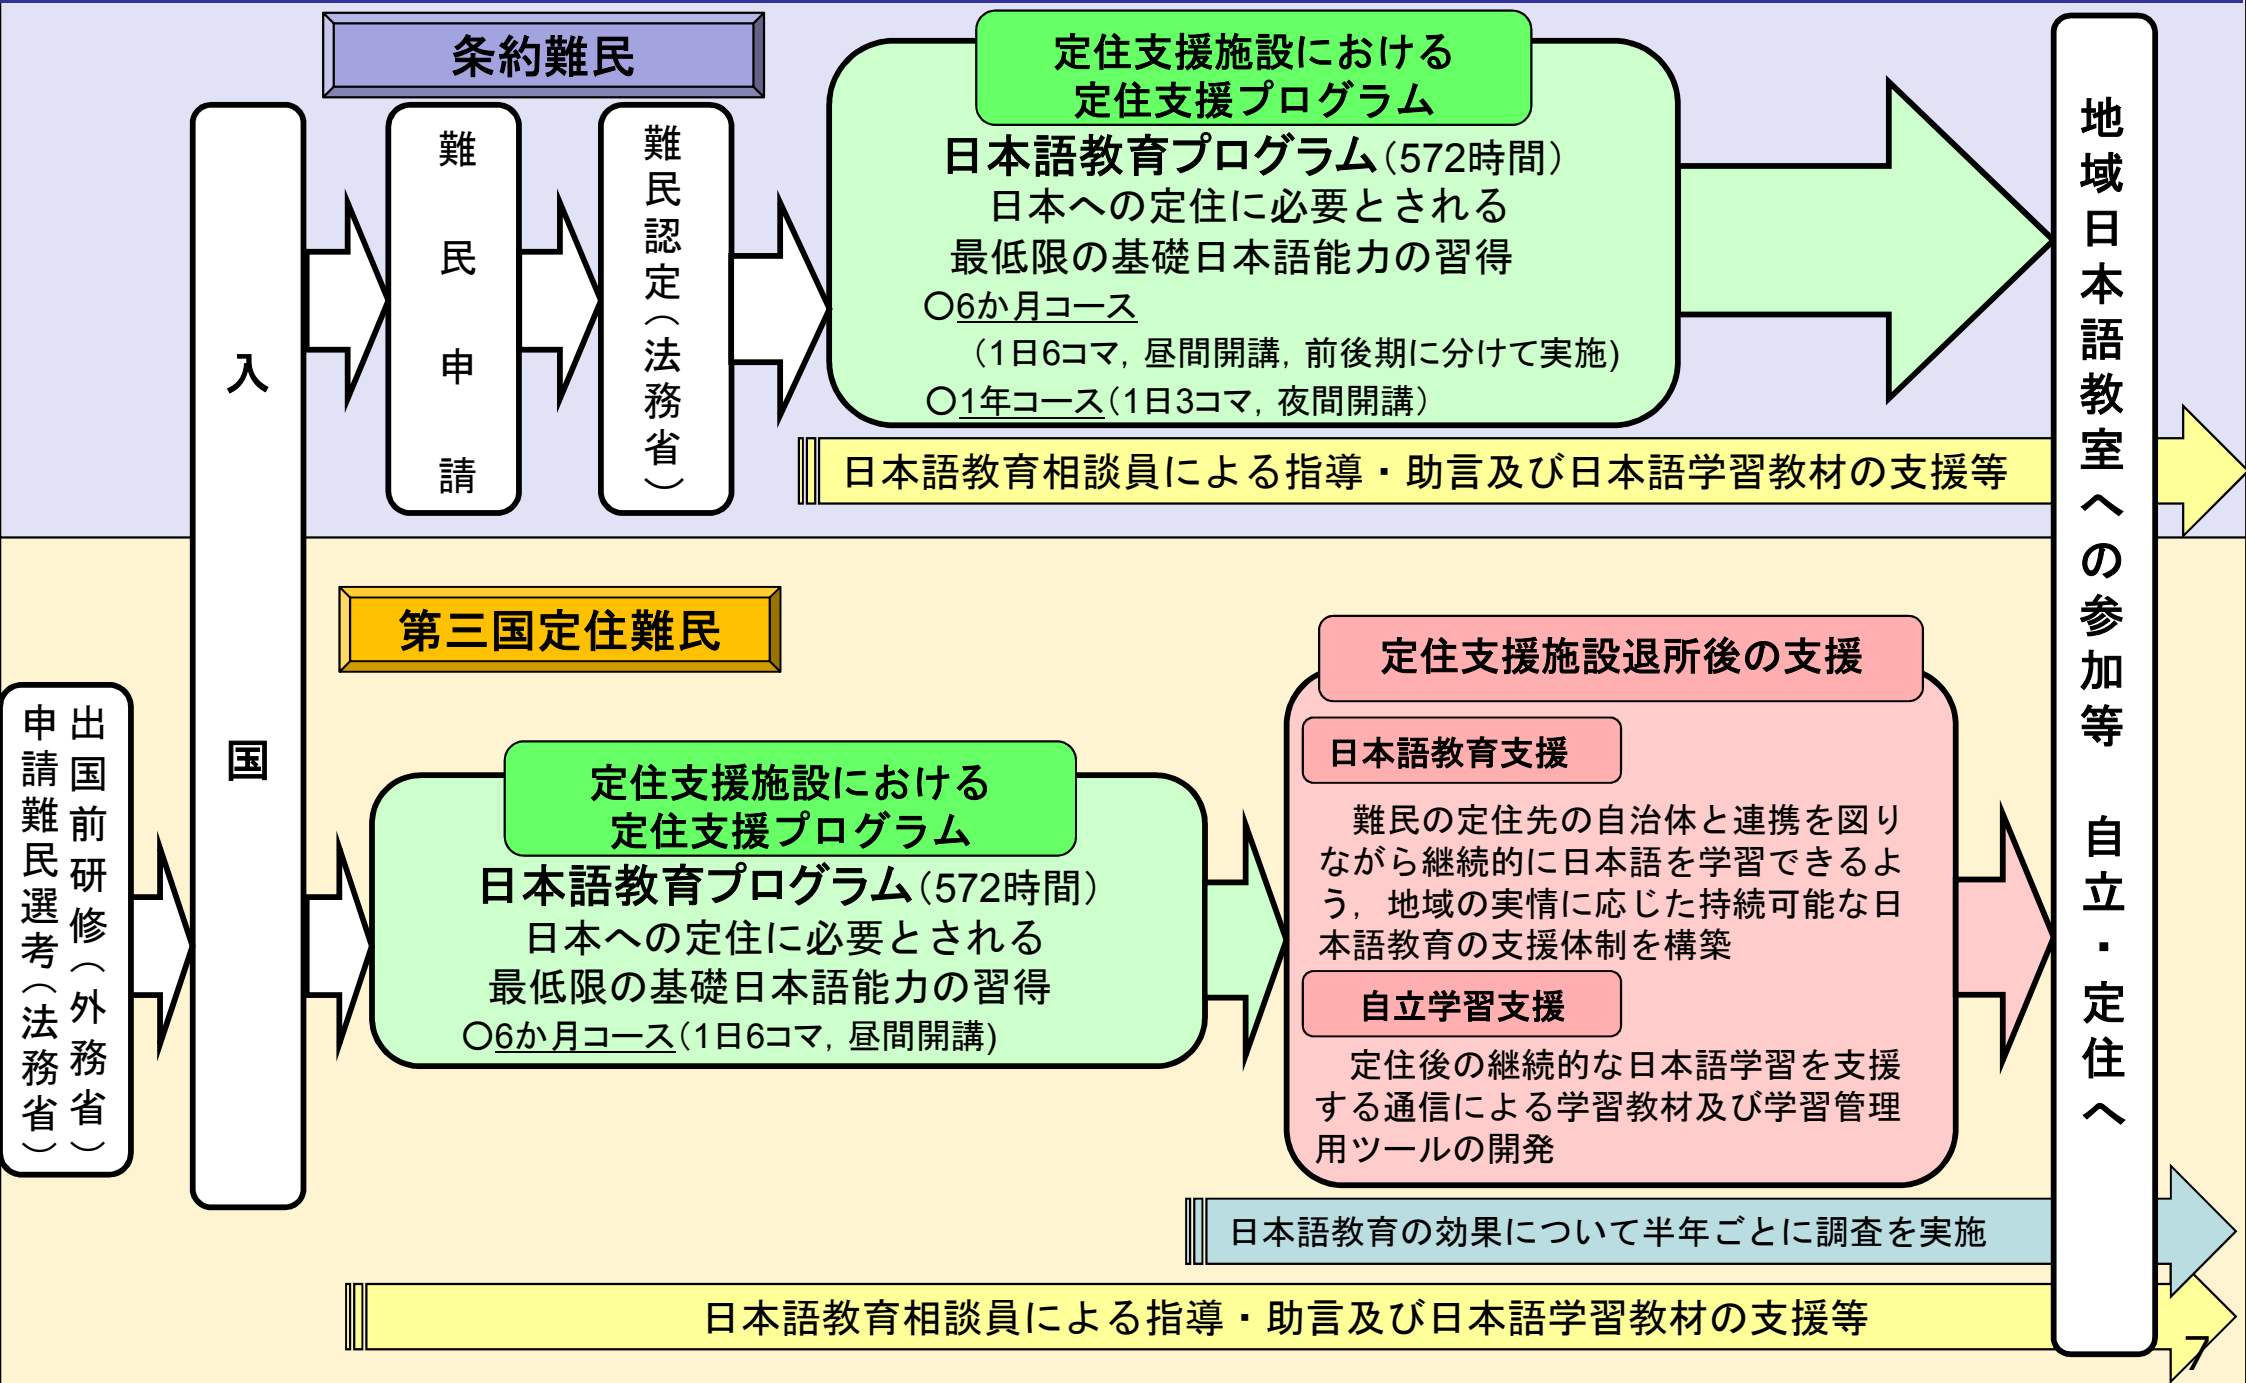 条約難民
入国
難民申請
難民認定（法務省）
定住支援施設における
定住支援プログラム
日本語教育プログラム（572時間）
日本への定住に必要とされる
最低限の基礎日本語能力の習得
○6か月コース
（1日6コマ，昼間開講，前後期に分けて実施)
○1年コース（1日3コマ，夜間開講）
日本語教育相談員による指導・助言及び日本語学習教材の支援等
地域日本語教室への参加等　自立・定住へ
第三国定住難民
出国前研修（外務省）
申請難民選考（法務省）
定住支援施設における
定住支援プログラム
日本語教育プログラム（572時間）
日本への定住に必要とされる
最低限の基礎日本語能力の習得
○6か月コース（1日6コマ，昼間開講)
定住支援施設退所後の支援
日本語教育支援
難民の定住先の自治体と連携を図り
ながら継続的に日本語を学習できるよ
う，地域の実情に応じた持続可能な日
本語教育の支援体制を構築
自立学習支援
定住後の継続的な日本語学習を支援
する通信による学習教材及び学習管理
用ツールの開発
日本語教育の効果について半年ごとに調査を実施
日本語教育相談員による指導・助言及び日本語学習教材の支援等
7